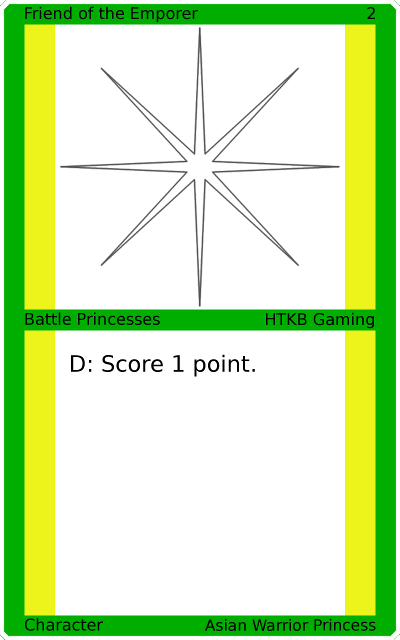 Friend of the Emporer 2
Battle Princesses HTKB Gaming
D: Score 1 point.
Character Asian Warrior Princess